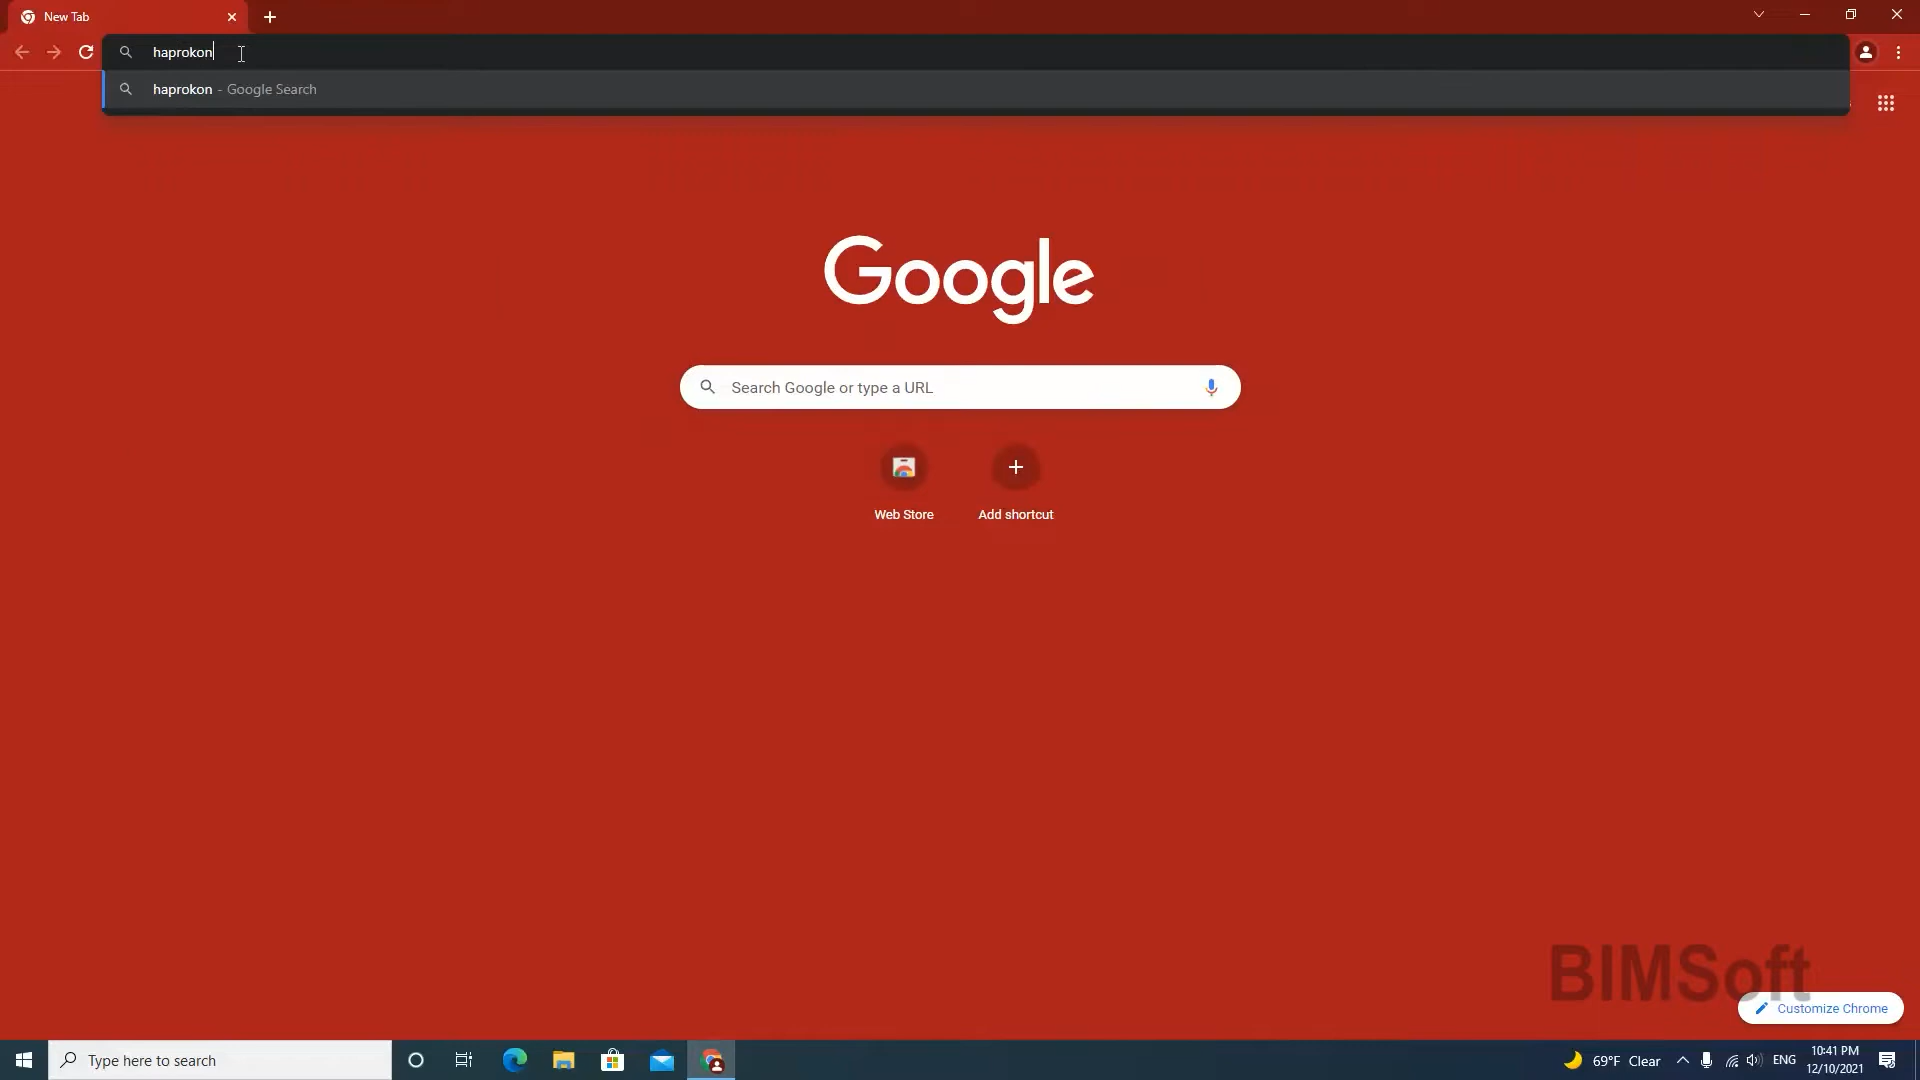 New Tab
haprokon
haprokon - Google Search
Google
Search Google or type a URL
Web Store
Add shortcut
BIMSoft
Customize Chrome
Type here to search
69°F Clear
ENG
10:41 PM
12/10/2021